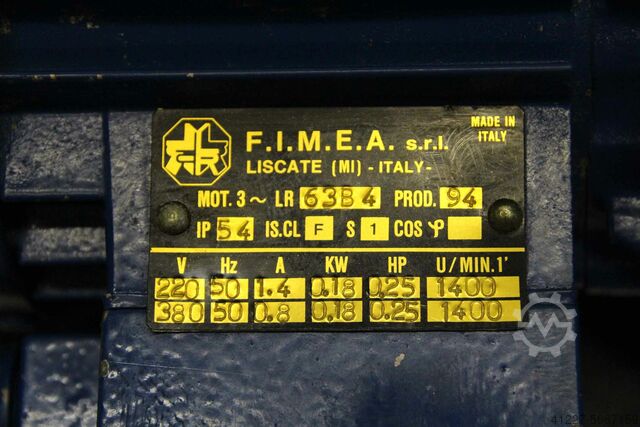 F.I.M.E.A. s.r.l.
MADE IN
ITALY
LISCATE (MI) - ITALY-
MOT. 3~ LR 63B4 PROD. 94
IP 54 IS.CL F S 1 COS φ
V Hz A KW HP U/MIN.1'
220 50 1.4 0.18 0.25 1400
380 50 0.8 0.18 0.25 1400